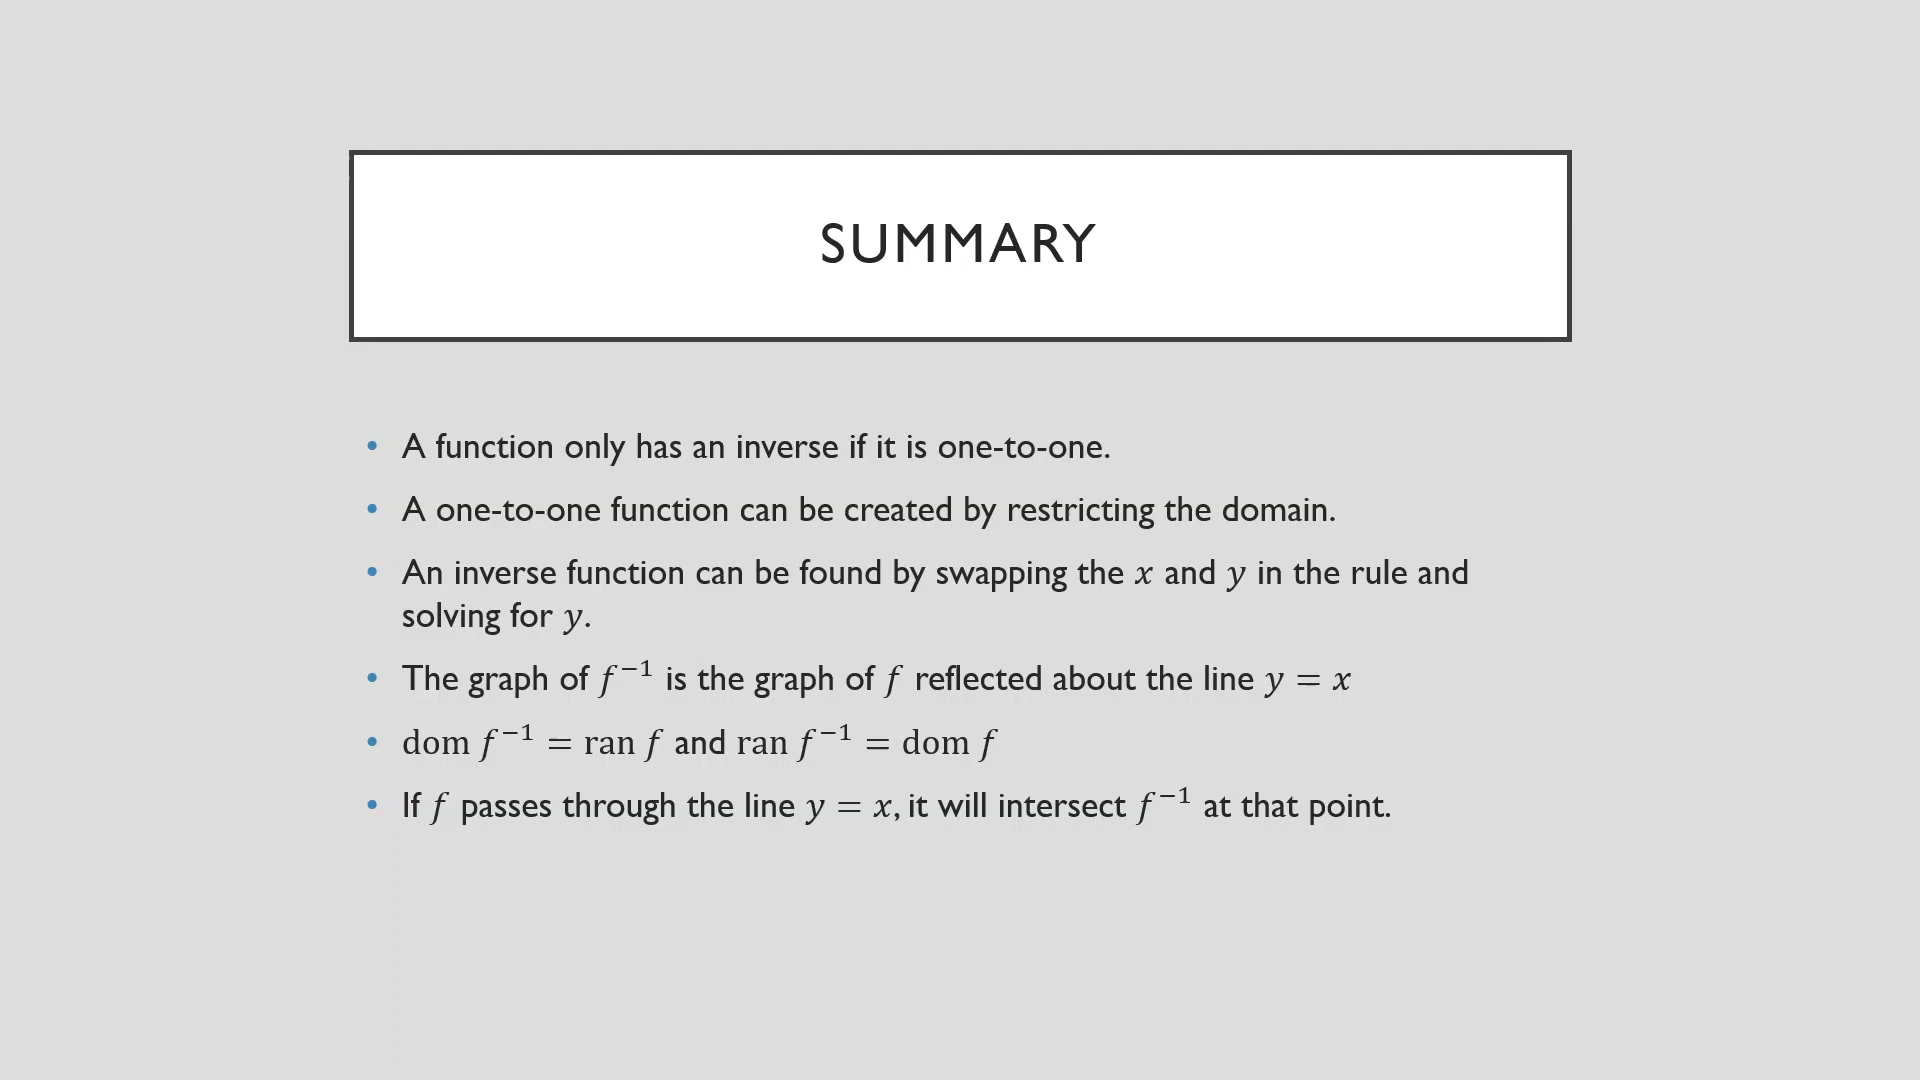 SUMMARY
• A function only has an inverse if it is one-to-one.
• A one-to-one function can be created by restricting the domain.
• An inverse function can be found by swapping the x and y in the rule and
solving for y.
• The graph of f⁻¹ is the graph of f reflected about the line y = x
• dom f⁻¹ = ran f and ran f⁻¹ = dom f
• If f passes through the line y = x, it will intersect f⁻¹ at that point.